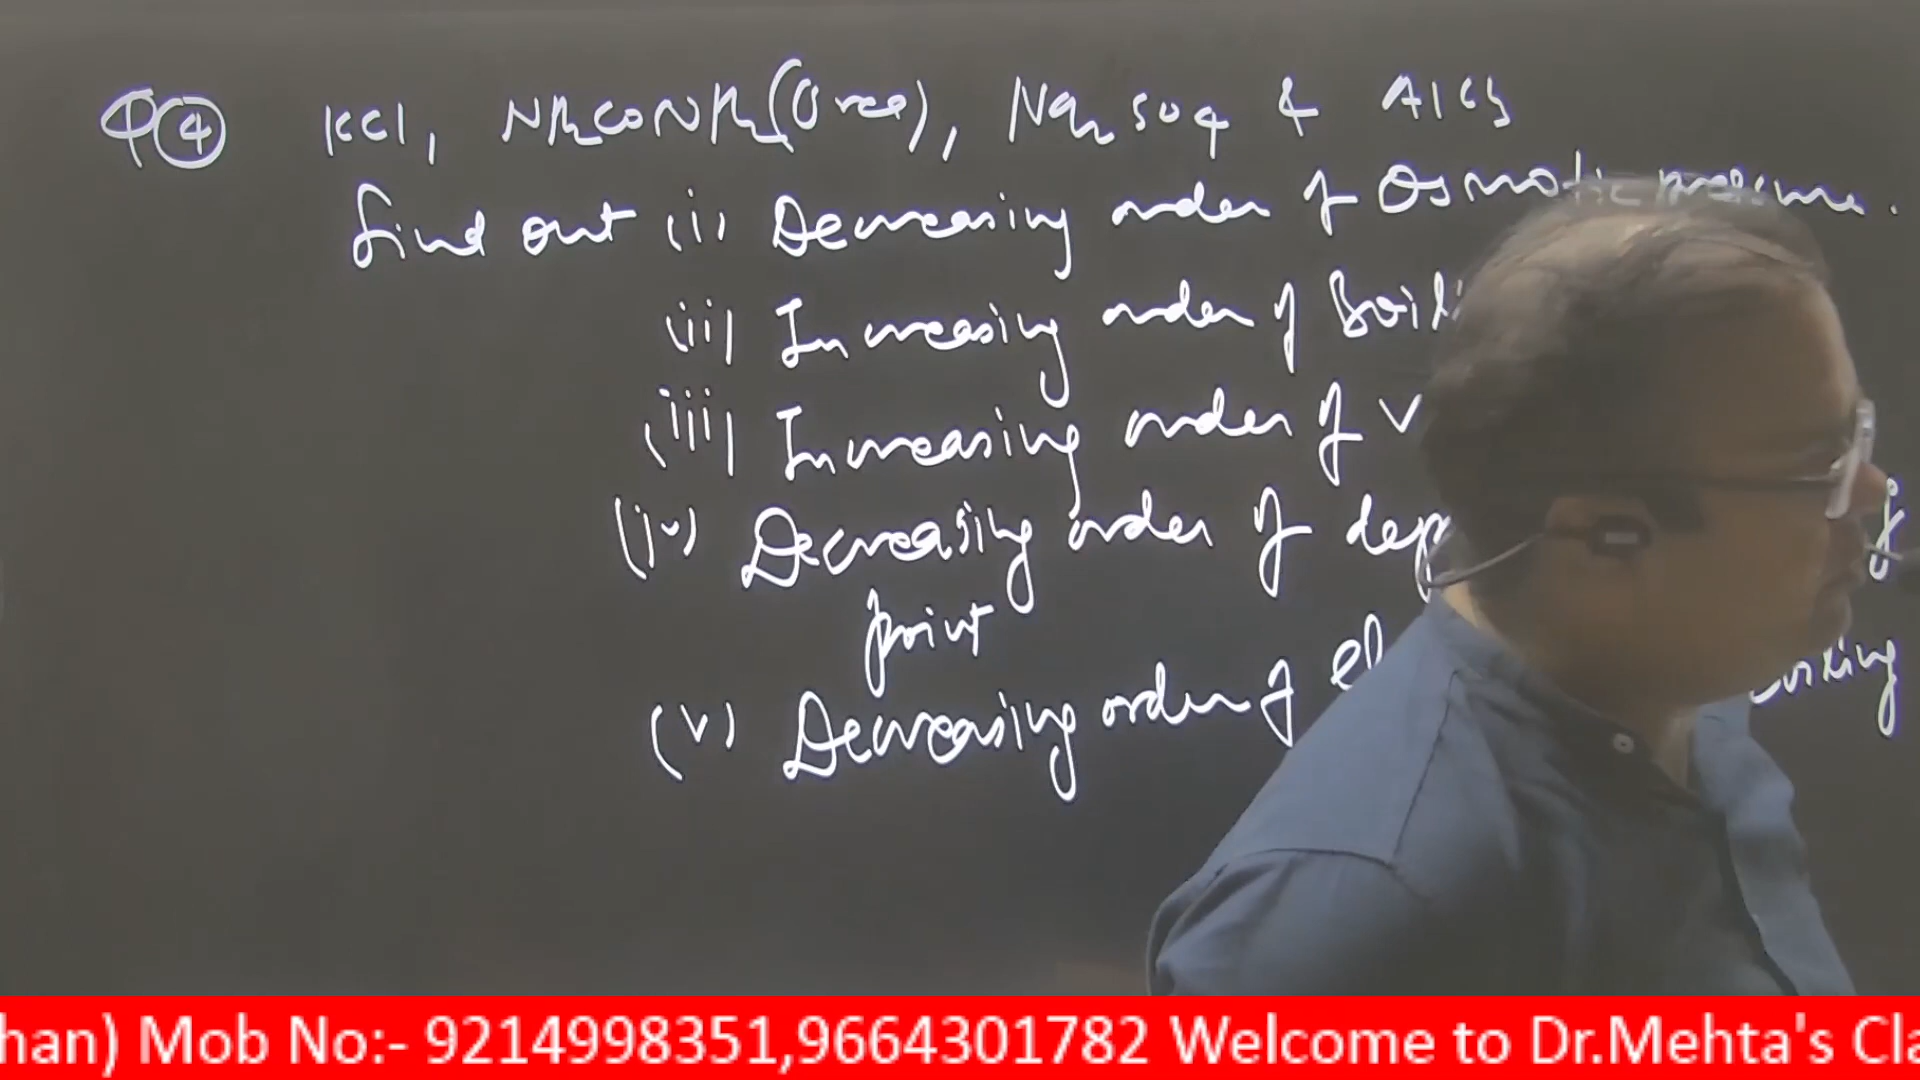 Q④ KCl, NH2CONH2(Urea), Na2SO4 & AlCl3
find out (i) Decreasing order of Osmotic pressure.
(ii) Increasing order of
(iii) Increasing order of
(iv) Decreasing order of
point
(v) Decreasing order of
han) Mob No:- 9214998351,9664301782 Welcome to Dr.Mehta's Cla